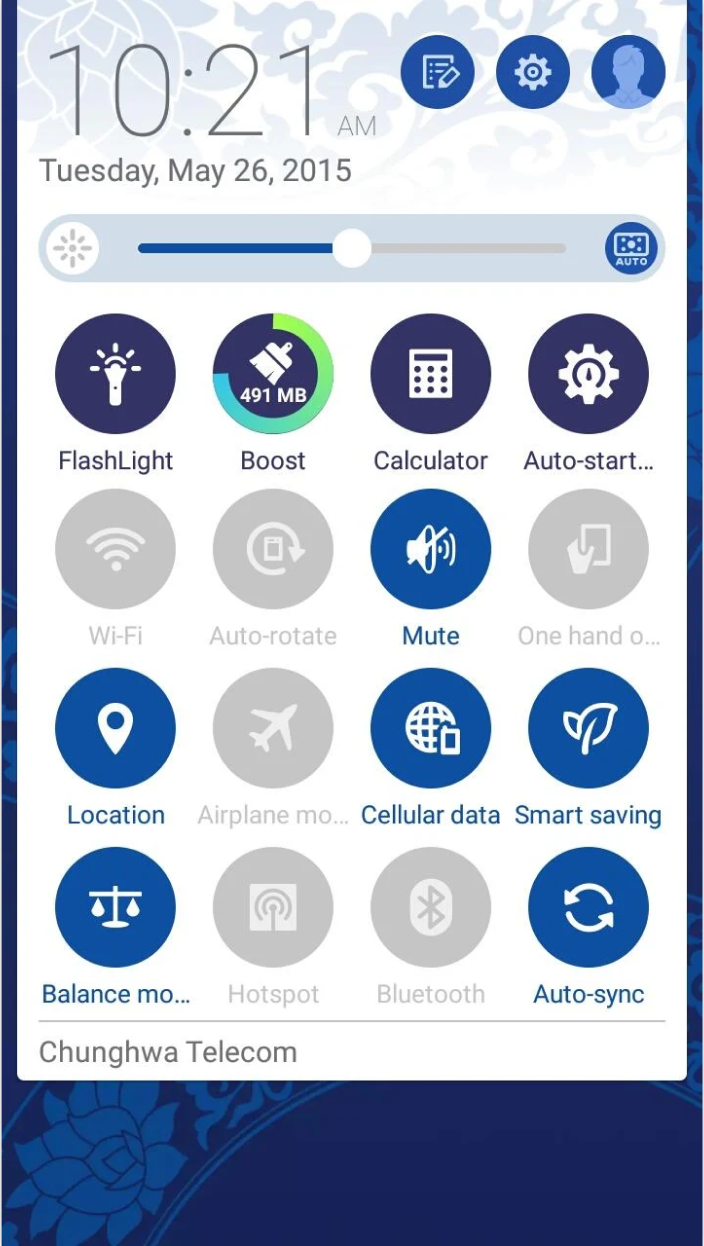 10:21 AM
Tuesday, May 26, 2015
AUTO
491 MB
FlashLight Boost Calculator Auto-start...
Wi-Fi Auto-rotate Mute One hand o...
Location Airplane mo... Cellular data Smart saving
Balance mo... Hotspot Bluetooth Auto-sync
Chunghwa Telecom